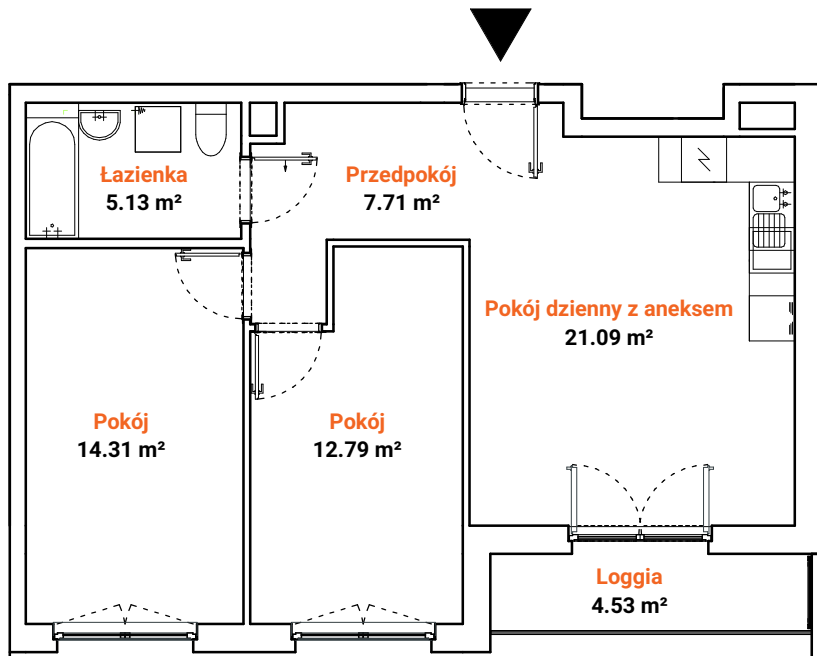 Łazienka
5.13 m²
Przedpokój
7.71 m²
Pokój dzienny z aneksem
21.09 m²
Pokój
14.31 m²
Pokój
12.79 m²
Loggia
4.53 m²